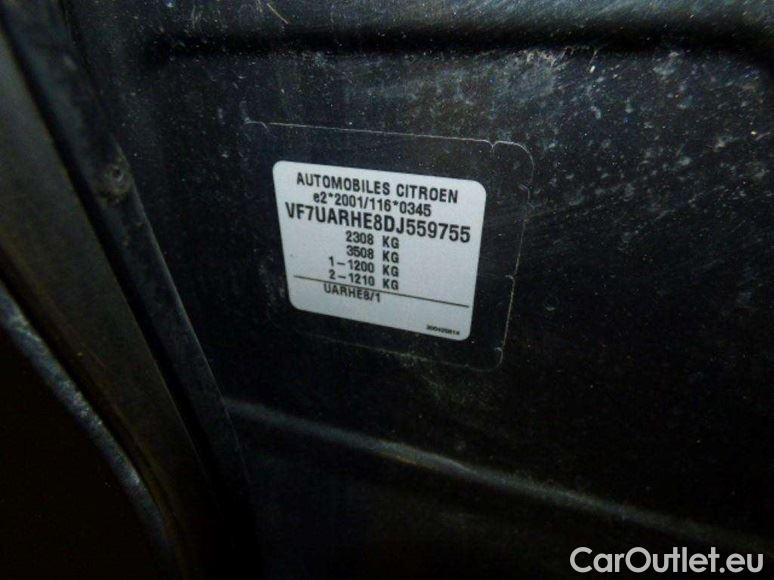 AUTOMOBILES CITROEN
e2*2001/116*0345
VF7UARHE8DJ559755
2308 KG
3508 KG
1-1200 KG
2-1210 KG
UARHE8/1
CarOutlet.eu